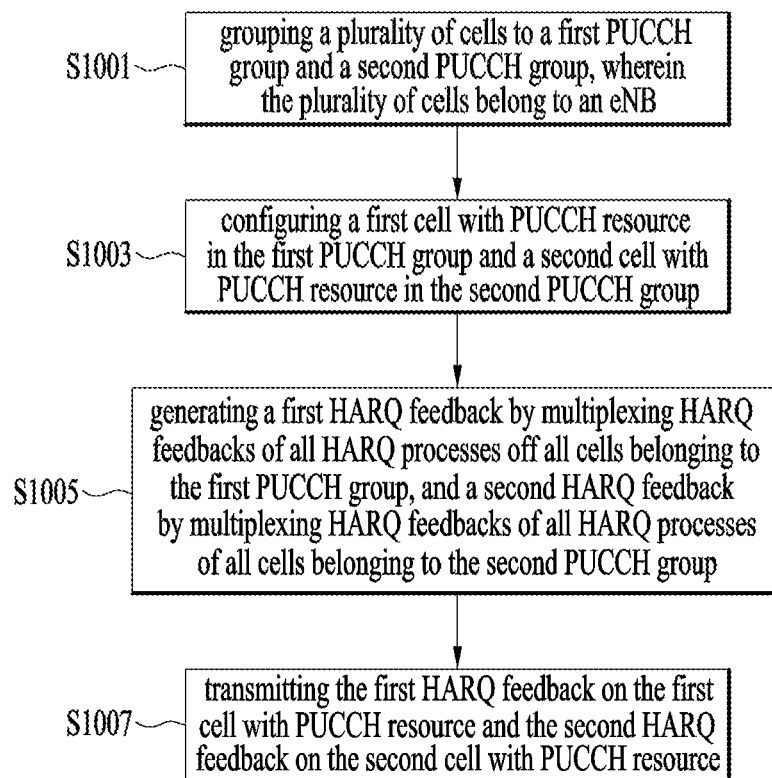 grouping a plurality of cells to a first PUCCH
S1001
group and a second PUCCH group, wherein
the plurality of cells belong to an eNB
configuring a first cell with PUCCH resource
S1003
in the first PUCCH group and a second cell with
PUCCH resource in the second PUCCH group
generating a first HARQ feedback by multiplexing HARQ
feedbacks of all HARQ processes off all cells belonging to
S1005
the first PUCCH group, and a second HARQ feedback
by multiplexing HARQ feedbacks of all HARQ processes
of all cells belonging to the second PUCCH group
transmitting the first HARQ feedback on the first
S1007
cell with PUCCH resource and the second HARQ
feedback on the second cell with PUCCH resource